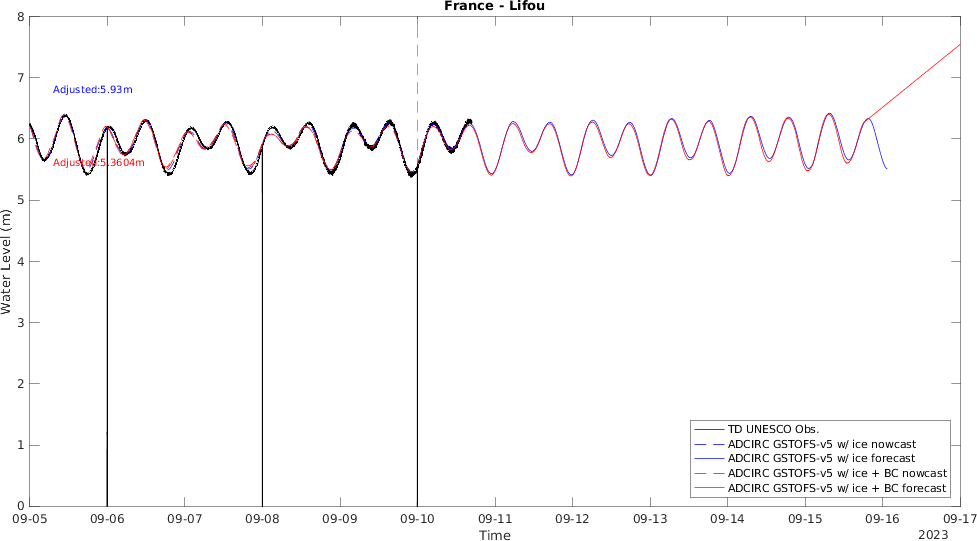 France - Lifou
8
7
6
5
4
3
2
1
0
Water Level (m)
Adjusted:5.93m
Adjusted:5.3604m
TD UNESCO Obs.
ADCIRC GSTOFS-v5 w/ ice nowcast
ADCIRC GSTOFS-v5 w/ ice forecast
ADCIRC GSTOFS-v5 w/ ice + BC nowcast
ADCIRC GSTOFS-v5 w/ ice + BC forecast
09-05 09-06 09-07 09-08 09-09 09-10 09-11 09-12 09-13 09-14 09-15 09-16 09-17
Time
2023